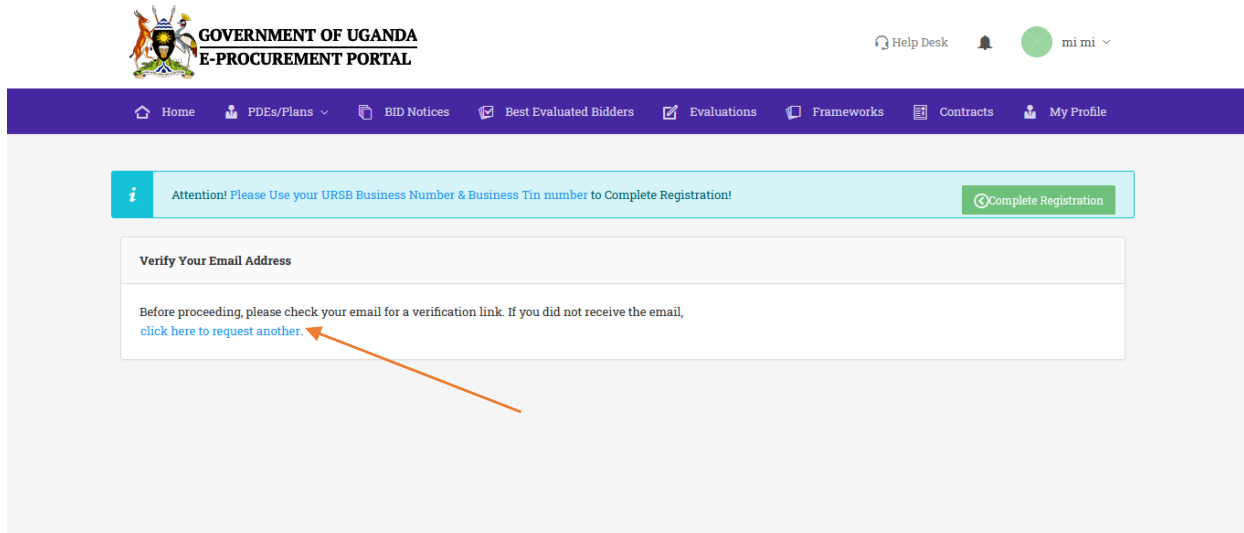 GOVERNMENT OF UGANDA
E-PROCUREMENT PORTAL
Help Desk
mi mi
Home
PDEs/Plans
BID Notices
Best Evaluated Bidders
Evaluations
Frameworks
Contracts
My Profile
i
Attention! Please Use your URSB Business Number & Business Tin number to Complete Registration!
Complete Registration
Verify Your Email Address
Before proceeding, please check your email for a verification link. If you did not receive the email,
click here to request another.